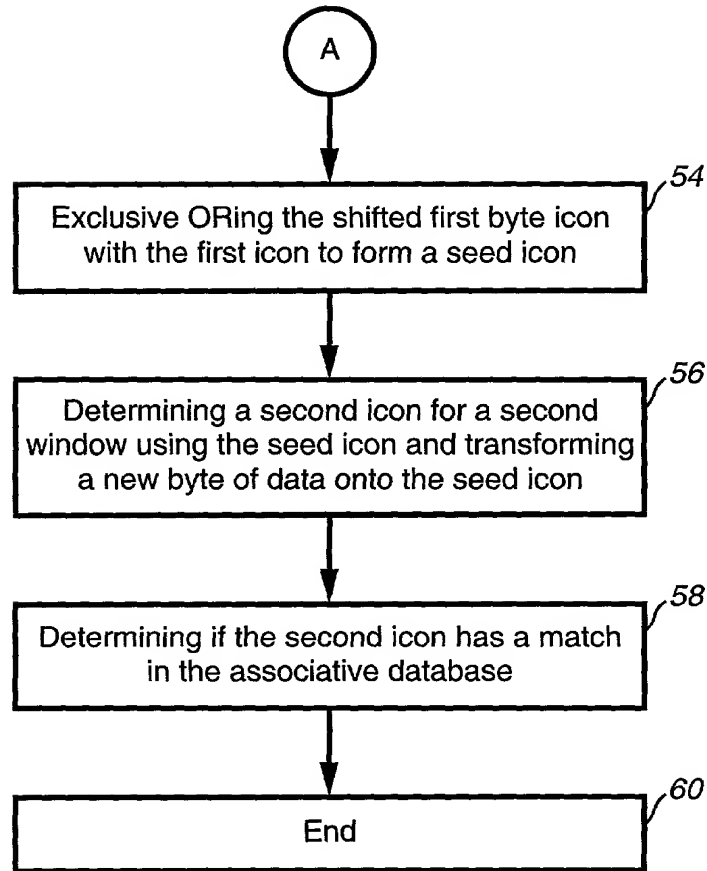 A
54
Exclusive ORing the shifted first byte icon
with the first icon to form a seed icon
56
Determining a second icon for a second
window using the seed icon and transforming
a new byte of data onto the seed icon
58
Determining if the second icon has a match
in the associative database
60
End